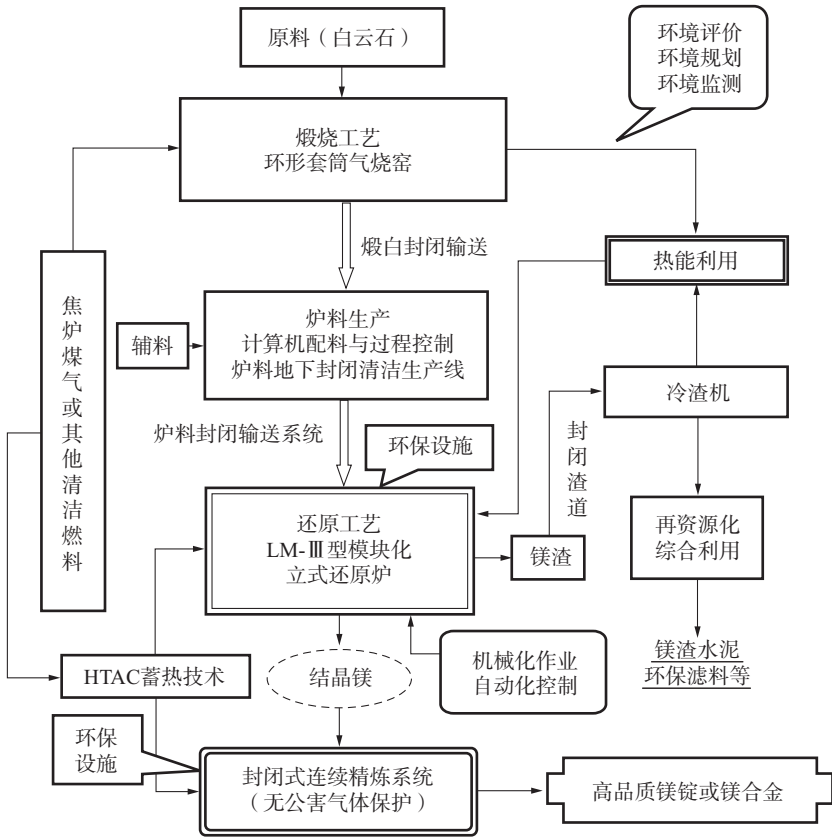 原料（白云石）
环境评价
环境规划
环境监测
煅烧工艺
环形套筒气烧窑
煅白封闭输送
热能利用
焦炉煤气或其他清洁燃料
辅料
炉料生产
计算机配料与过程控制
炉料地下封闭清洁生产线
冷渣机
炉料封闭输送系统
环保设施
封闭渣道
还原工艺
LM-Ⅲ型模块化
立式还原炉
镁渣
再资源化
综合利用
HTAC蓄热技术
结晶镁
机械化作业
自动化控制
镁渣水泥
环保滤料等
环保
设施
封闭式连续精炼系统
（无公害气体保护）
高品质镁锭或镁合金